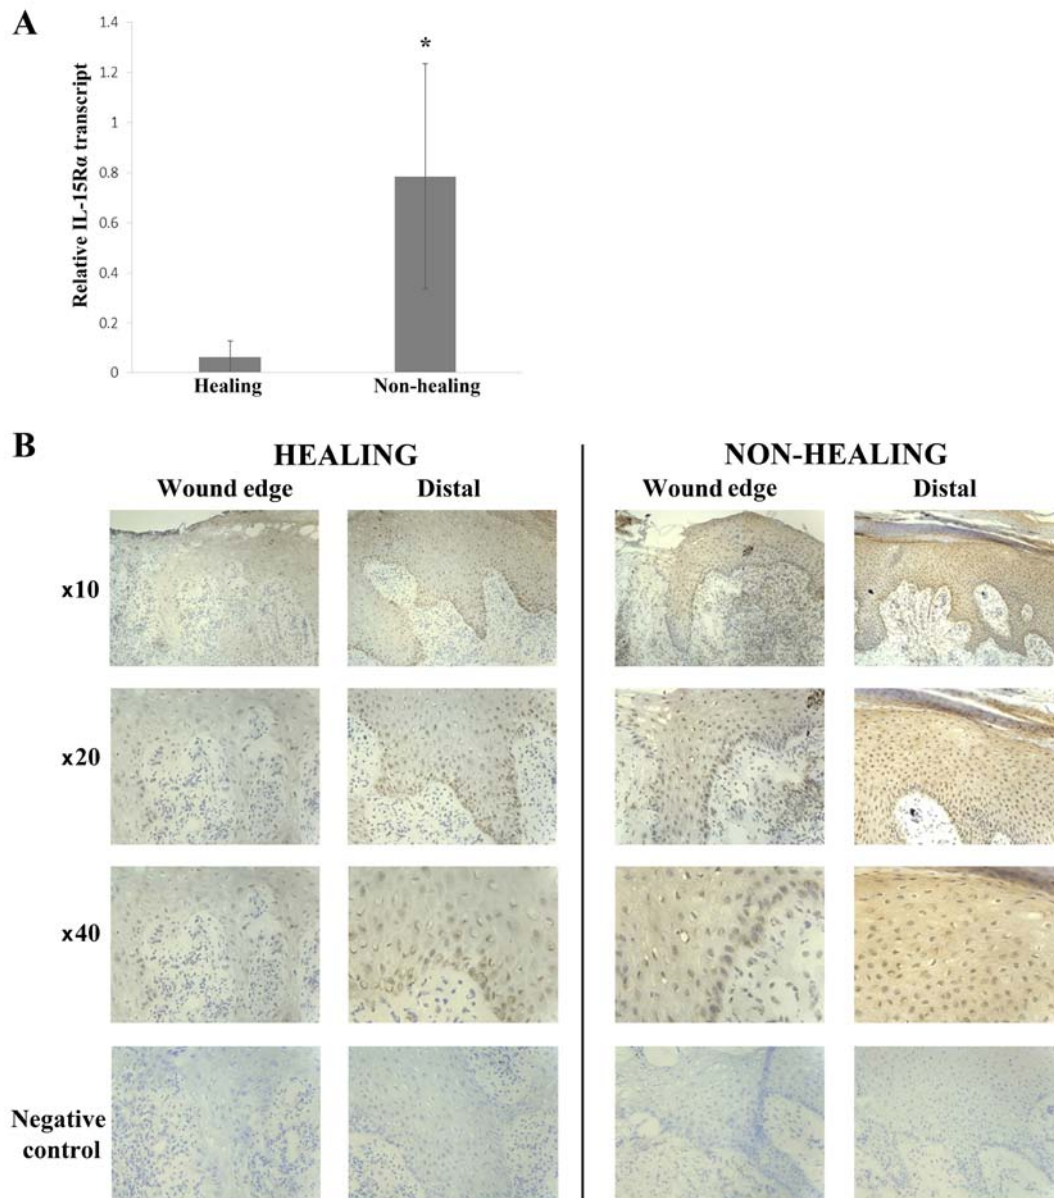 A
Relative IL-15Rα transcript
1.4
1.2
1
0.8
0.6
0.4
0.2
0
*
Healing
Non-healing
B
HEALING
NON-HEALING
Wound edge
Distal
Wound edge
Distal
x10
x20
x40
Negative
control